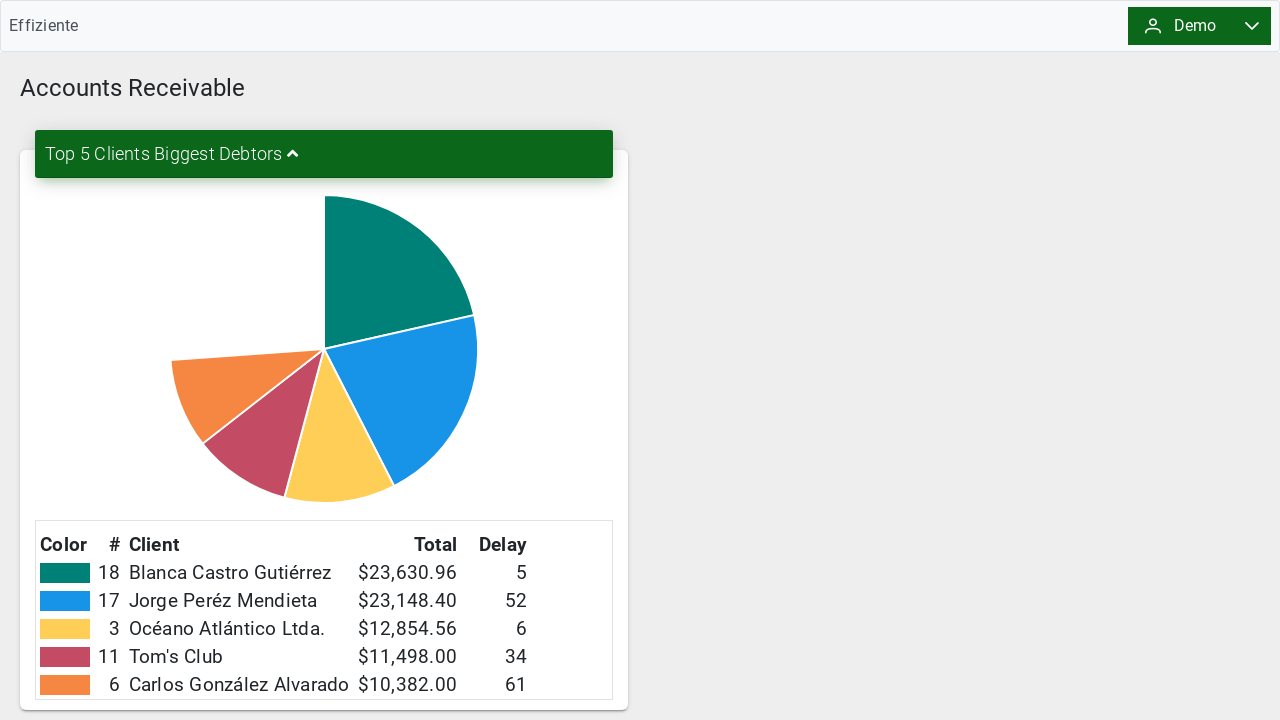 Effiziente
Demo
Accounts Receivable
Top 5 Clients Biggest Debtors
Color # Client Total Delay
18 Blanca Castro Gutiérrez $23,630.96 5
17 Jorge Peréz Mendieta $23,148.40 52
3 Océano Atlántico Ltda. $12,854.56 6
11 Tom's Club $11,498.00 34
6 Carlos González Alvarado $10,382.00 61